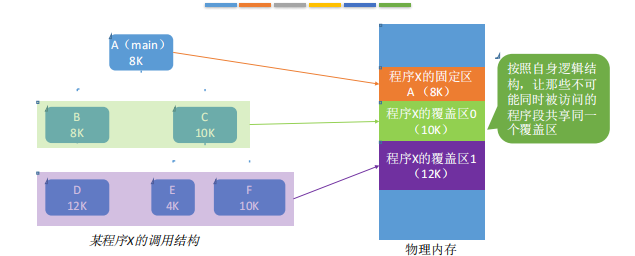 A（main）
8K
B
8K
C
10K
D
12K
E
4K
F
10K
某程序X的调用结构
程序X的固定区
A （8K）
程序X的覆盖区0
（10K）
程序X的覆盖区1
（12K）
物理内存
按照自身逻辑结
构，让那些不可
能同时被访问的
程序段共享同一
个覆盖区